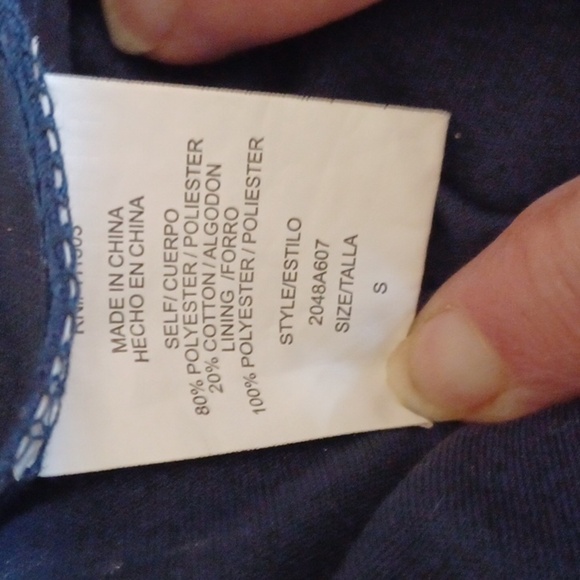 MADE IN CHINA
HECHO EN CHINA
SELF/CUERPO
80% POLYESTER/POLIESTER
20% COTTON/ALGODON
LINING /FORRO
100% POLYESTER/POLIESTER
STYLE/ESTILO
2048A607
SIZE/TALLA
S